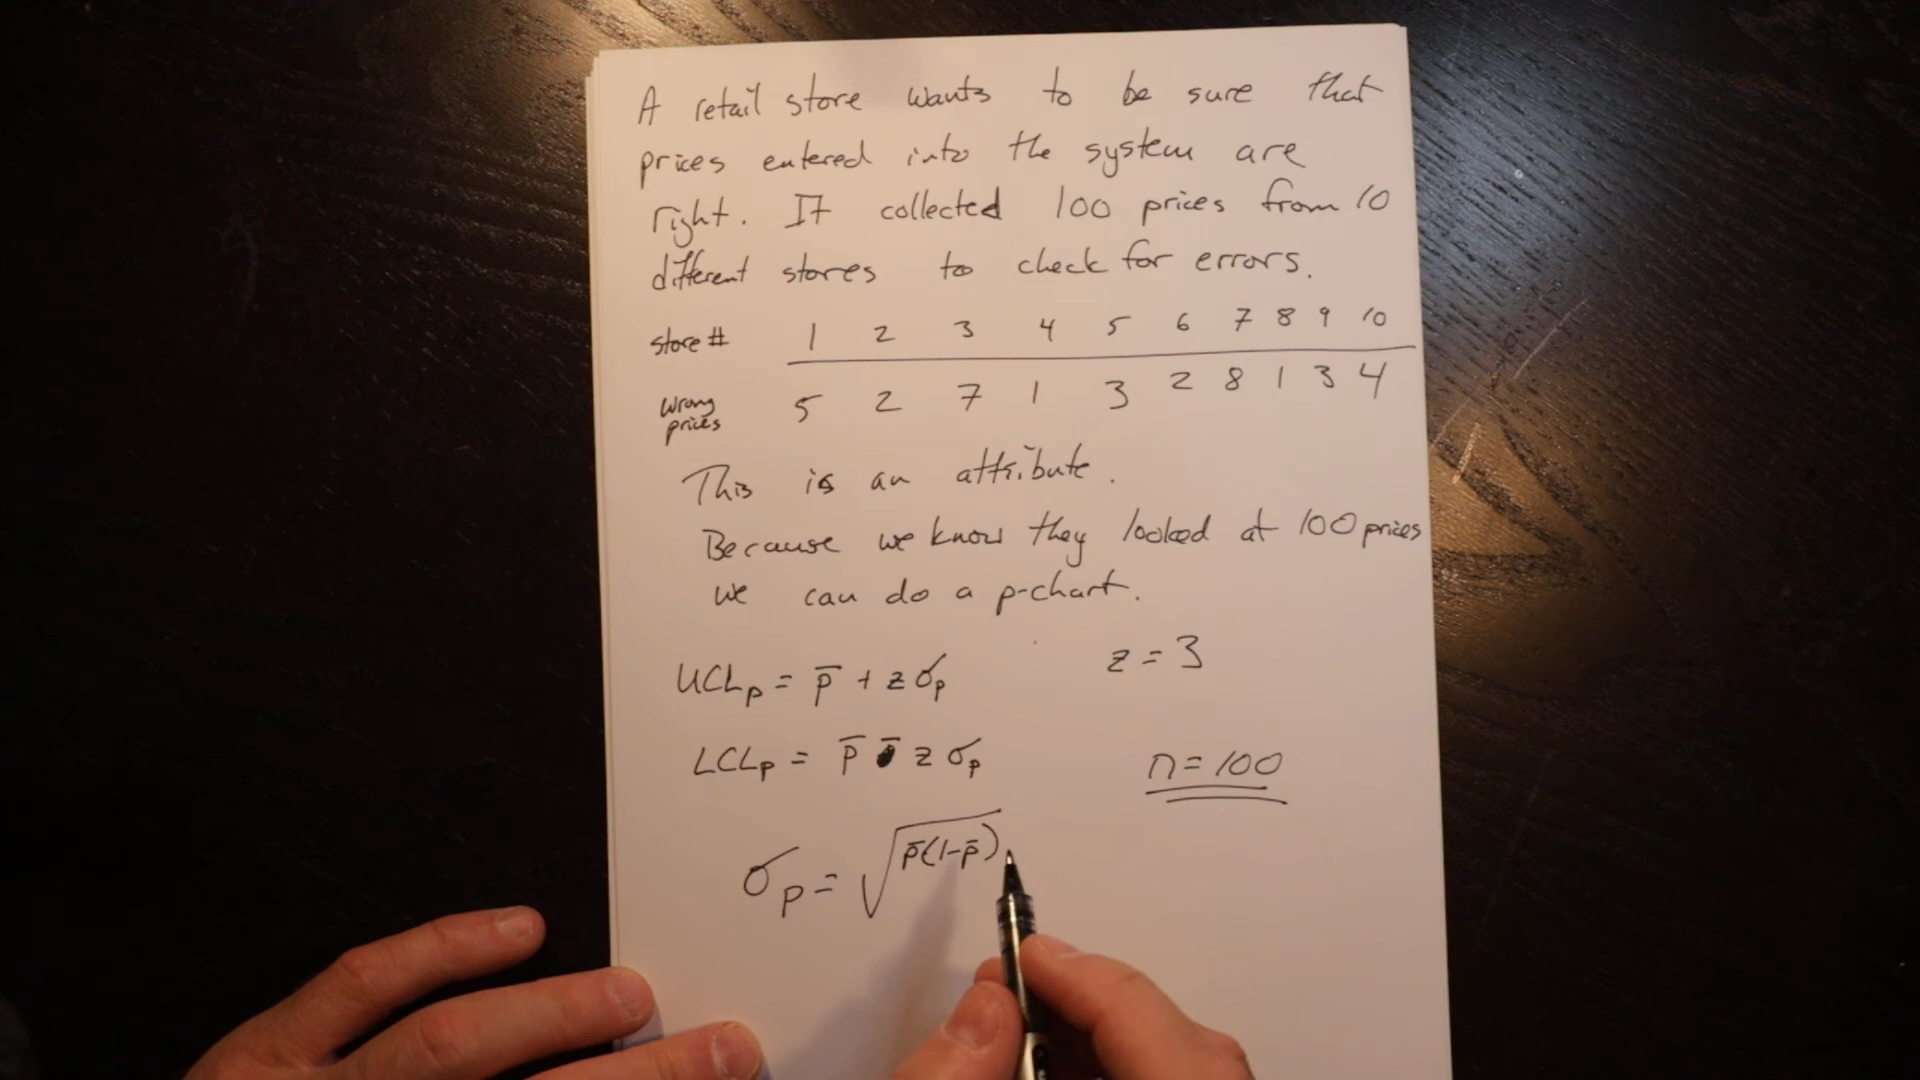 A retail store wants to be sure that
prices entered into the system are
right. It collected 100 prices from 10
different stores to check for errors.
store # 1 2 3 4 5 6 7 8 9 10
wrong prices 5 2 7 1 3 2 8 1 3 4
This is an attribute.
Because we know they looked at 100 prices
we can do a p-chart.
UCLₚ = p̄ + zσₚ z = 3
LCLₚ = p̄ - zσₚ n = 100
σₚ = √p̄(1-p̄)